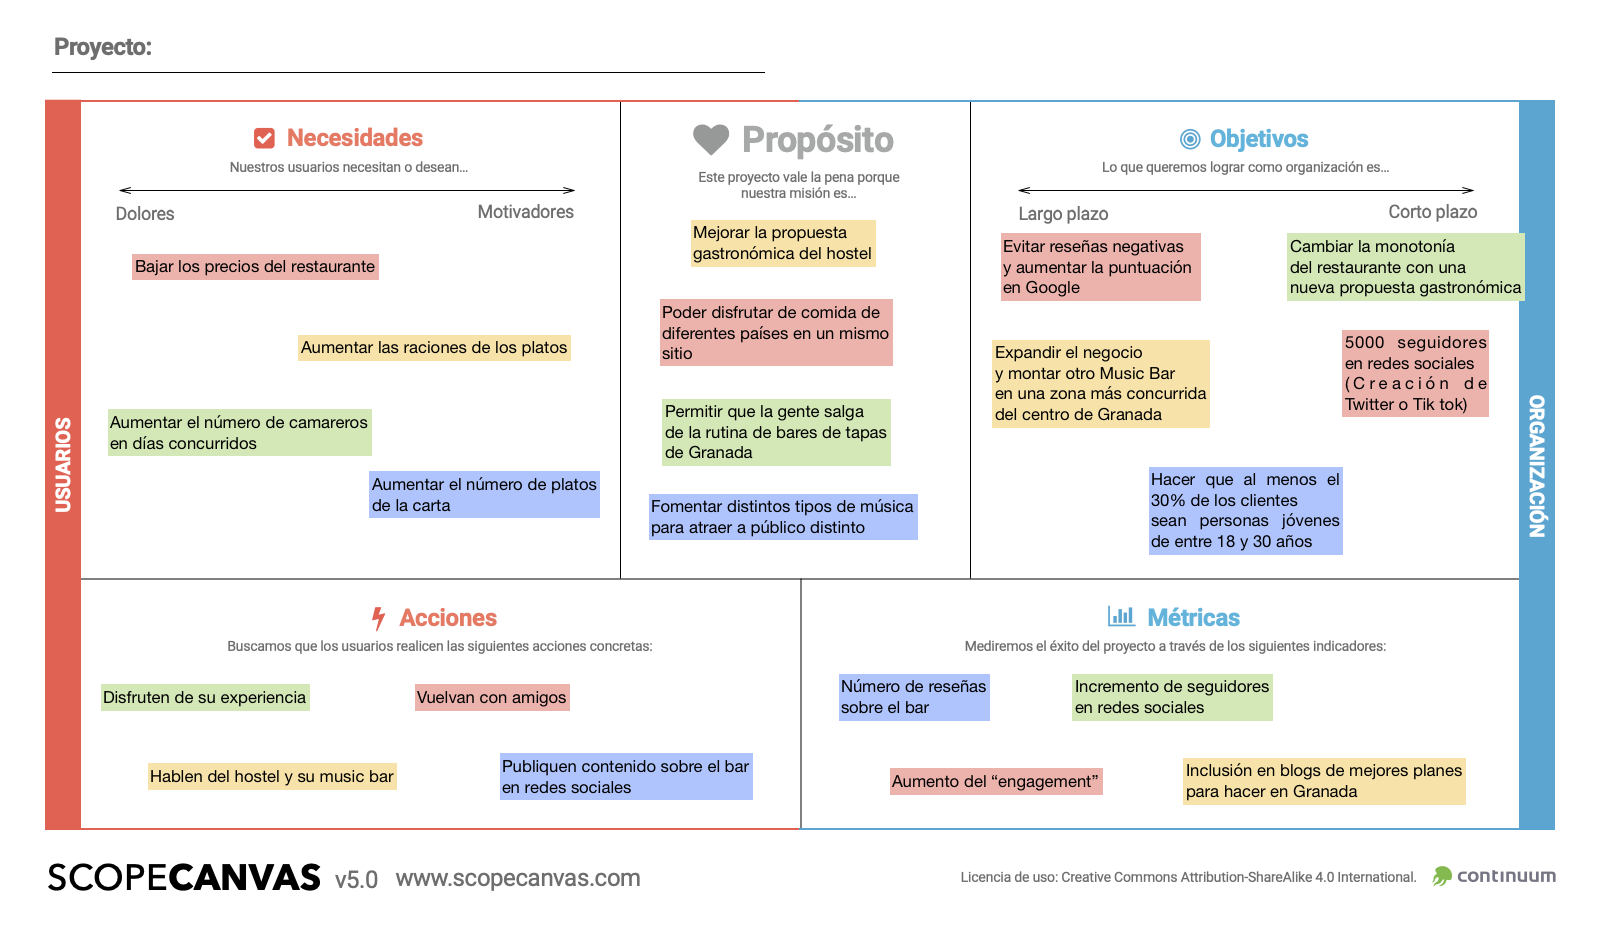 Proyecto:
USUARIOS
Necesidades
Nuestros usuarios necesitan o desean...
Dolores
Motivadores
Bajar los precios del restaurante
Aumentar las raciones de los platos
Aumentar el número de camareros
en días concurridos
Aumentar el número de platos
de la carta
Propósito
Este proyecto vale la pena porque
nuestra misión es...
Mejorar la propuesta
gastronómica del hostel
Poder disfrutar de comida de
diferentes países en un mismo
sitio
Permitir que la gente salga
de la rutina de bares de tapas
de Granada
Fomentar distintos tipos de música
para atraer a público distinto
Objetivos
Lo que queremos lograr como organización es...
Largo plazo
Corto plazo
Evitar reseñas negativas
y aumentar la puntuación
en Google
Cambiar la monotonía
del restaurante con una
nueva propuesta gastronómica
Expandir el negocio
y montar otro Music Bar
en una zona más concurrida
del centro de Granada
5000 seguidores
en redes sociales
(Creación de
Twitter o Tik tok)
Hacer que al menos el
30% de los clientes
sean personas jóvenes
de entre 18 y 30 años
ORGANIZACIÓN
Acciones
Buscamos que los usuarios realicen las siguientes acciones concretas:
Disfruten de su experiencia
Vuelvan con amigos
Hablen del hostel y su music bar
Publiquen contenido sobre el bar
en redes sociales
Métricas
Mediremos el éxito del proyecto a través de los siguientes indicadores:
Número de reseñas
sobre el bar
Incremento de seguidores
en redes sociales
Aumento del “engagement”
Inclusión en blogs de mejores planes
para hacer en Granada
SCOPECANVAS v5.0 www.scopecanvas.com
Licencia de uso: Creative Commons Attribution-ShareAlike 4.0 International.
continuum